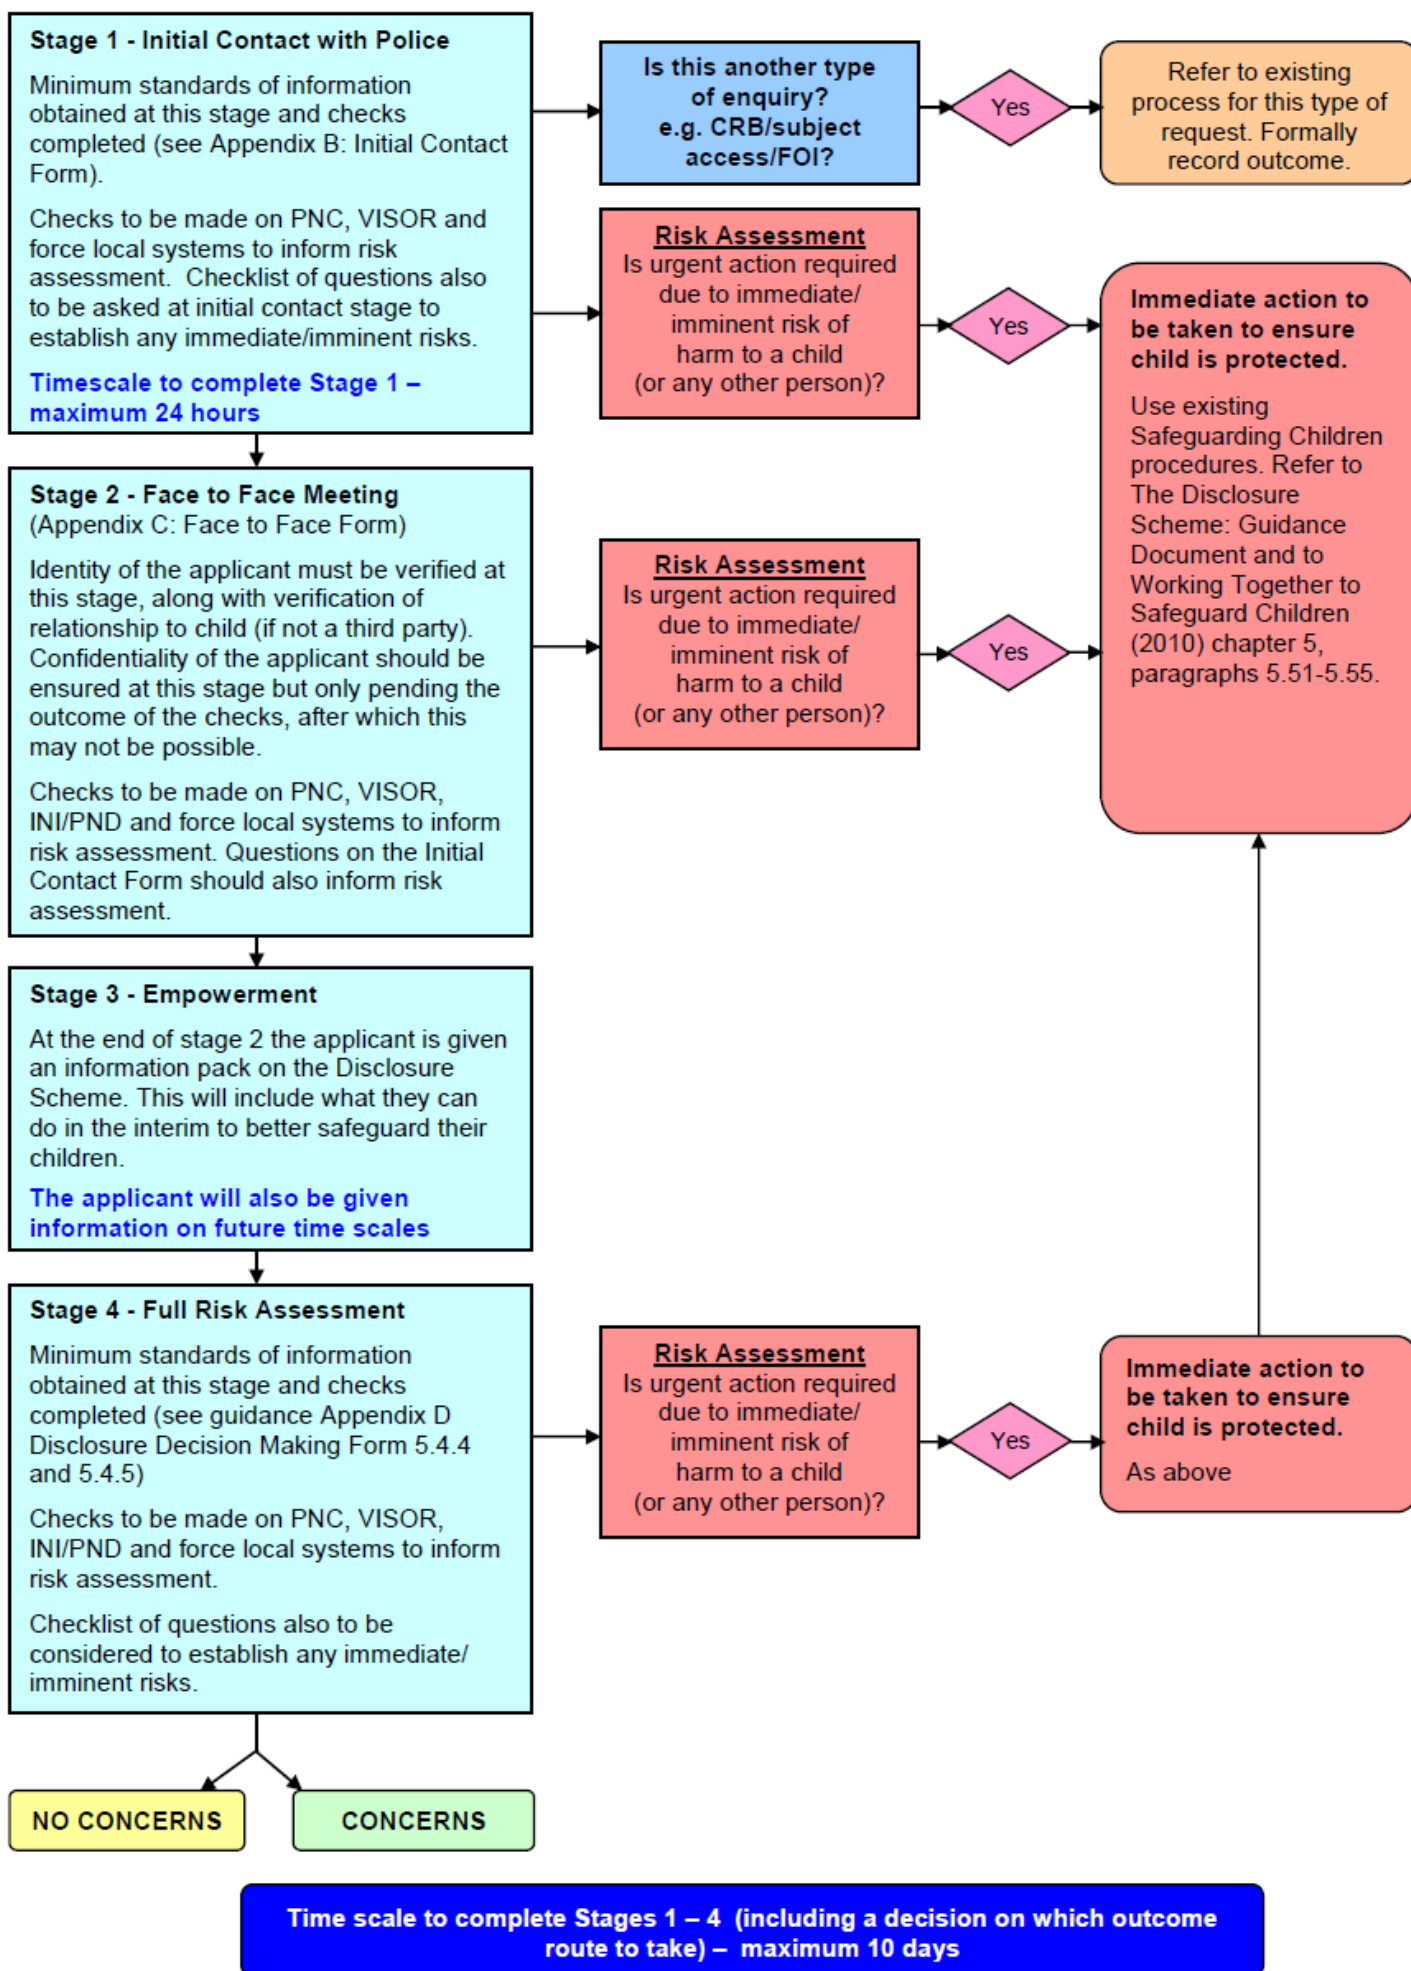 Stage 1 - Initial Contact with Police
Minimum standards of information
obtained at this stage and checks
completed (see Appendix B: Initial Contact
Form).
Checks to be made on PNC, VISOR and
force local systems to inform risk
assessment.  Checklist of questions also
to be asked at initial contact stage to
establish any immediate/imminent risks.
Timescale to complete Stage 1 –
maximum 24 hours
Is this another type
of enquiry?
e.g. CRB/subject
access/FOI?
Yes
Refer to existing
process for this type of
request. Formally
record outcome.
Risk Assessment
Is urgent action required
due to immediate/
imminent risk of
harm to a child
(or any other person)?
Yes
Immediate action to
be taken to ensure
child is protected.
Use existing
Safeguarding Children
procedures. Refer to
The Disclosure
Scheme: Guidance
Document and to
Working Together to
Safeguard Children
(2010) chapter 5,
paragraphs 5.51-5.55.
Stage 2 - Face to Face Meeting
(Appendix C: Face to Face Form)
Identity of the applicant must be verified at
this stage, along with verification of
relationship to child (if not a third party).
Confidentiality of the applicant should be
ensured at this stage but only pending the
outcome of the checks, after which this
may not be possible.
Checks to be made on PNC, VISOR,
INI/PND and force local systems to inform
risk assessment. Questions on the Initial
Contact Form should also inform risk
assessment.
Risk Assessment
Is urgent action required
due to immediate/
imminent risk of
harm to a child
(or any other person)?
Yes
Stage 3 - Empowerment
At the end of stage 2 the applicant is given
an information pack on the Disclosure
Scheme. This will include what they can
do in the interim to better safeguard their
children.
The applicant will also be given
information on future time scales
Stage 4 - Full Risk Assessment
Minimum standards of information
obtained at this stage and checks
completed (see guidance Appendix D
Disclosure Decision Making Form 5.4.4
and 5.4.5)
Checks to be made on PNC, VISOR,
INI/PND and force local systems to inform
risk assessment.
Checklist of questions also to be
considered to establish any immediate/
imminent risks.
Risk Assessment
Is urgent action required
due to immediate/
imminent risk of
harm to a child
(or any other person)?
Yes
Immediate action to
be taken to ensure
child is protected.
As above
NO CONCERNS
CONCERNS
Time scale to complete Stages 1 – 4  (including a decision on which outcome
route to take) –  maximum 10 days